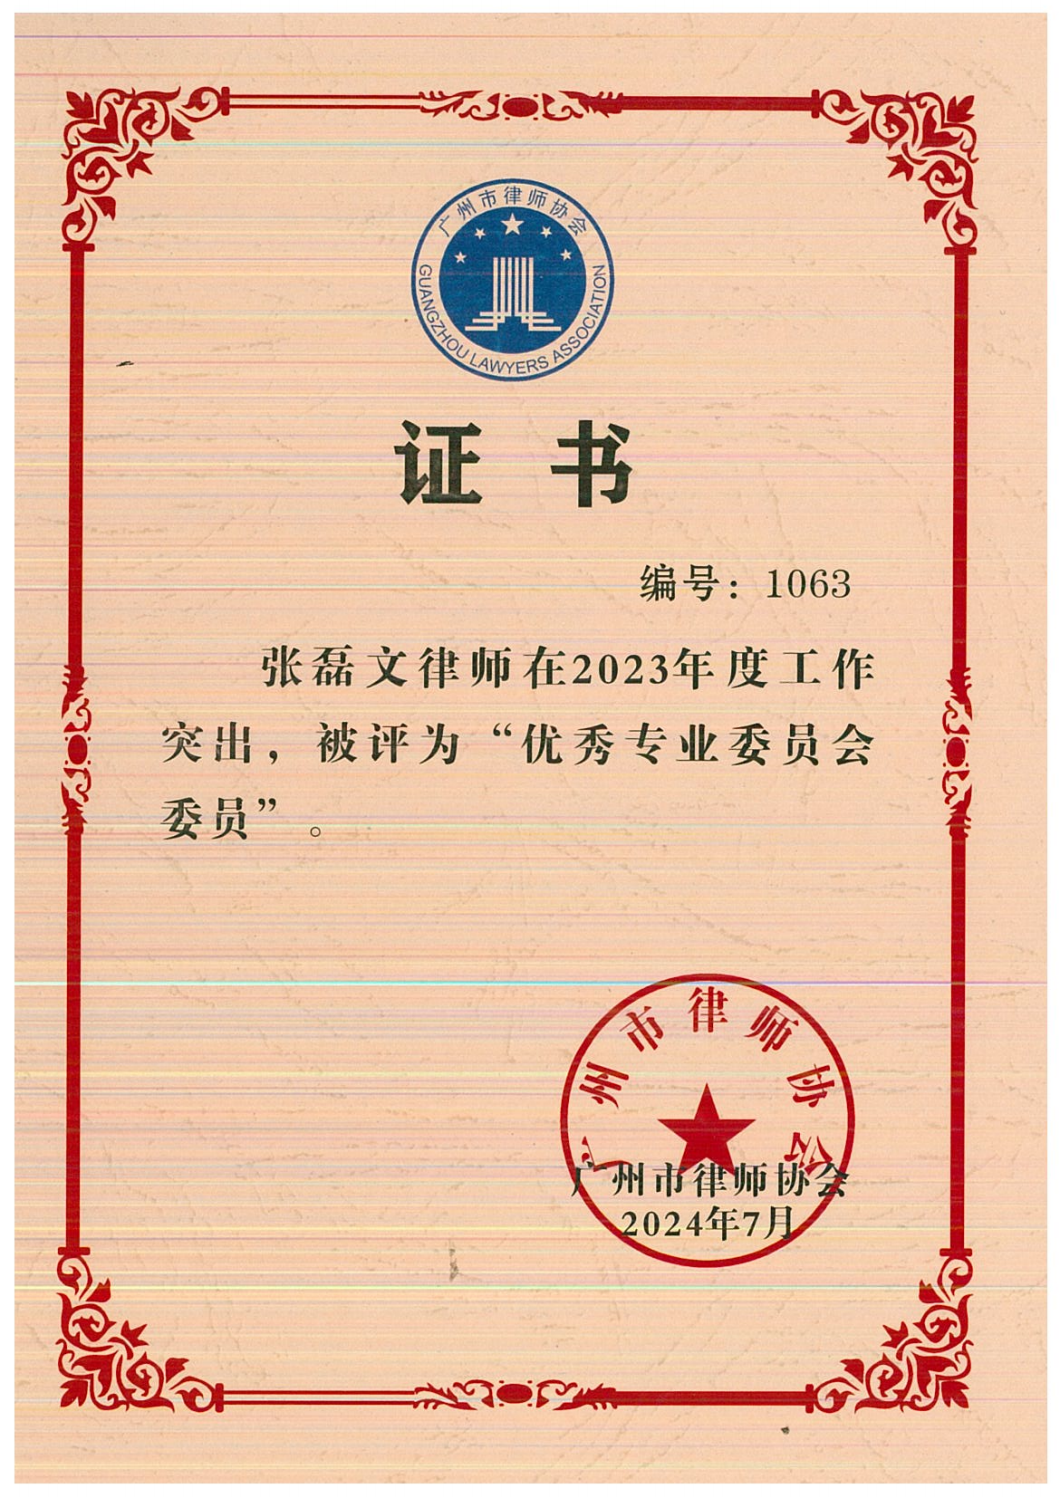 广州市律师协会
GUANGZHOU LAWYERS ASSOCIATION
证书
编号：1063
张磊文律师在2023年度工作
突出，被评为“优秀专业委员会
委员”。
广州市律师协会
广州市律师协会
2024年7月